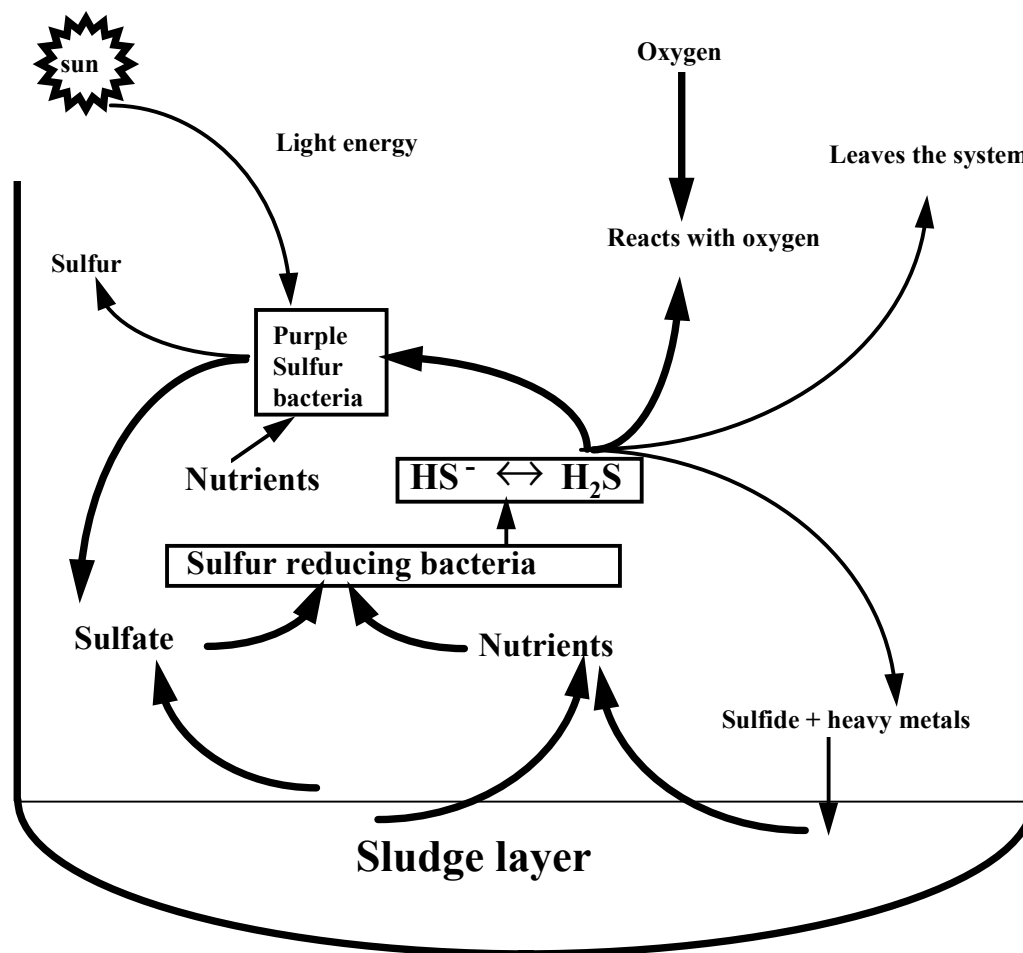 sun
Oxygen
Light energy
Leaves the system
Reacts with oxygen
Sulfur
Purple
Sulfur
bacteria
Nutrients
HS⁻ ↔ H₂S
Sulfur reducing bacteria
Sulfate
Nutrients
Sulfide + heavy metals
Sludge layer